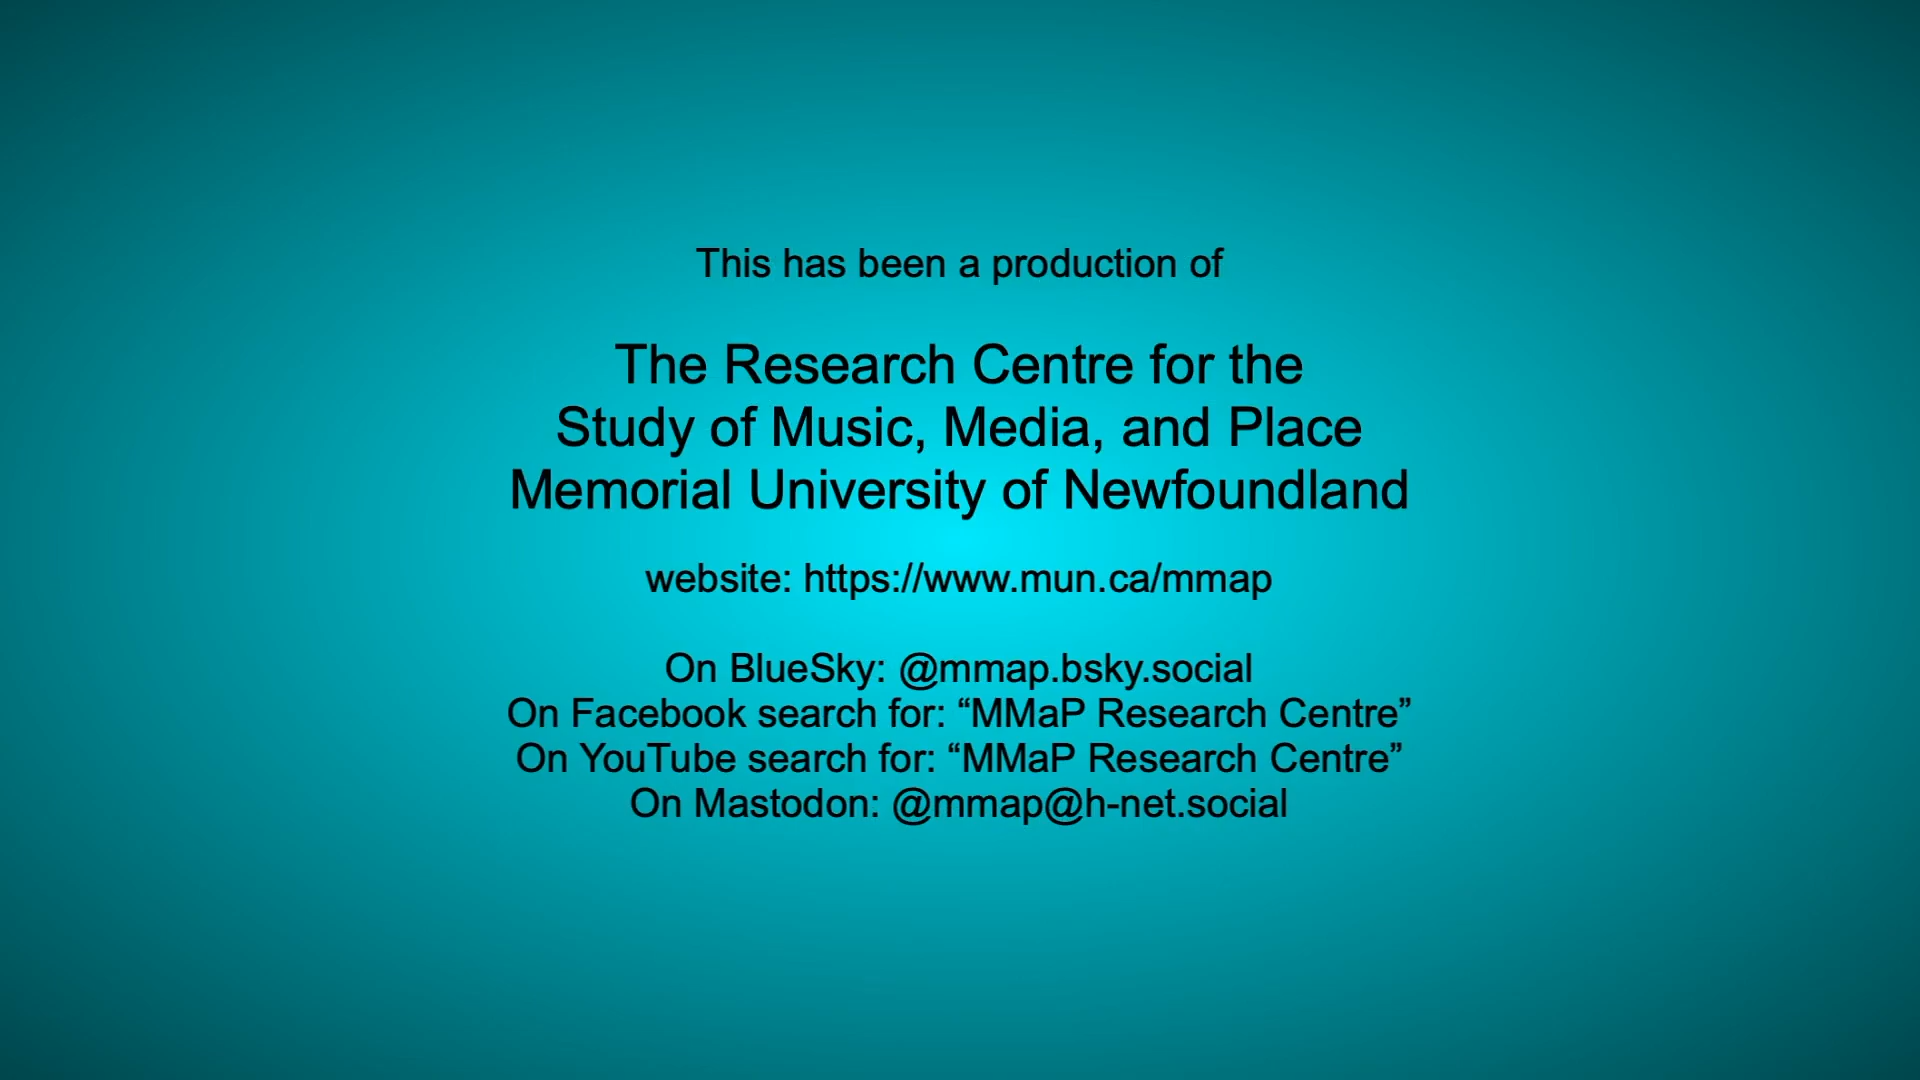 This has been a production of
The Research Centre for the
Study of Music, Media, and Place
Memorial University of Newfoundland
website: https://www.mun.ca/mmap
On BlueSky: @mmap.bsky.social
On Facebook search for: “MMaP Research Centre”
On YouTube search for: “MMaP Research Centre”
On Mastodon: @mmap@h-net.social